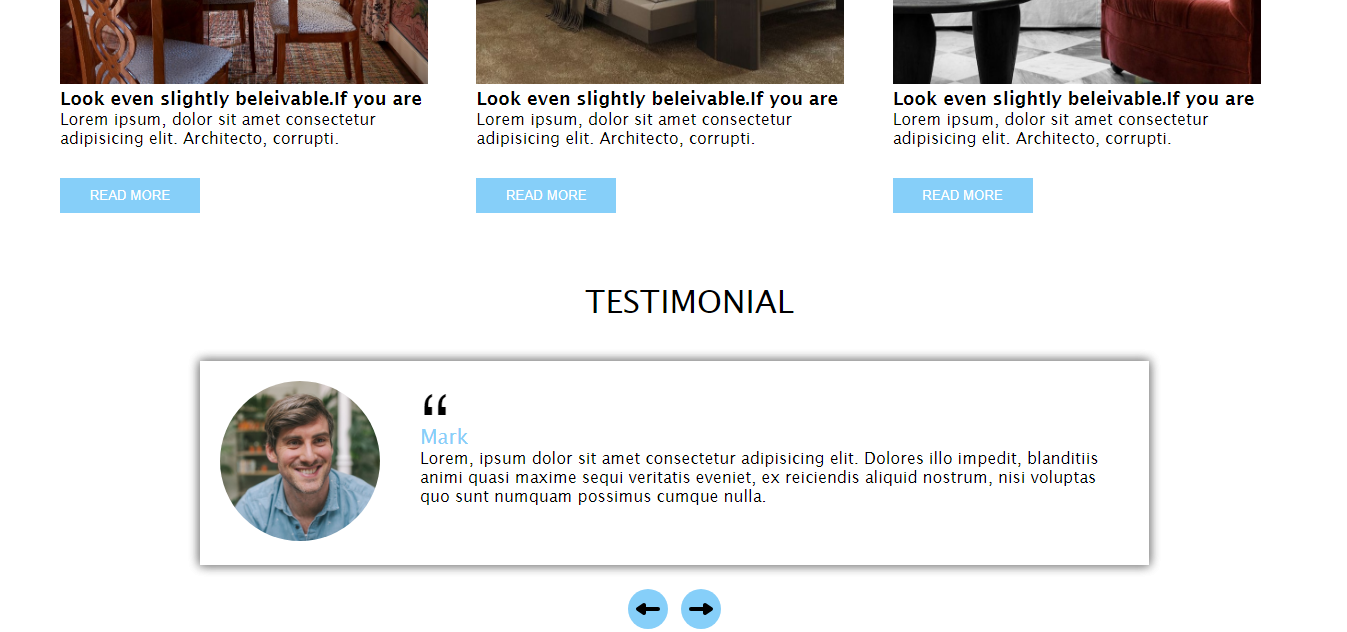 Look even slightly beleivable.If you are
Lorem ipsum, dolor sit amet consectetur
adipisicing elit. Architecto, corrupti.
READ MORE
Look even slightly beleivable.If you are
Lorem ipsum, dolor sit amet consectetur
adipisicing elit. Architecto, corrupti.
READ MORE
Look even slightly beleivable.If you are
Lorem ipsum, dolor sit amet consectetur
adipisicing elit. Architecto, corrupti.
READ MORE
TESTIMONIAL
“
Mark
Lorem, ipsum dolor sit amet consectetur adipisicing elit. Dolores illo impedit, blanditiis
animi quasi maxime sequi veritatis eveniet, ex reiciendis aliquid nostrum, nisi voluptas
quo sunt numquam possimus cumque nulla.